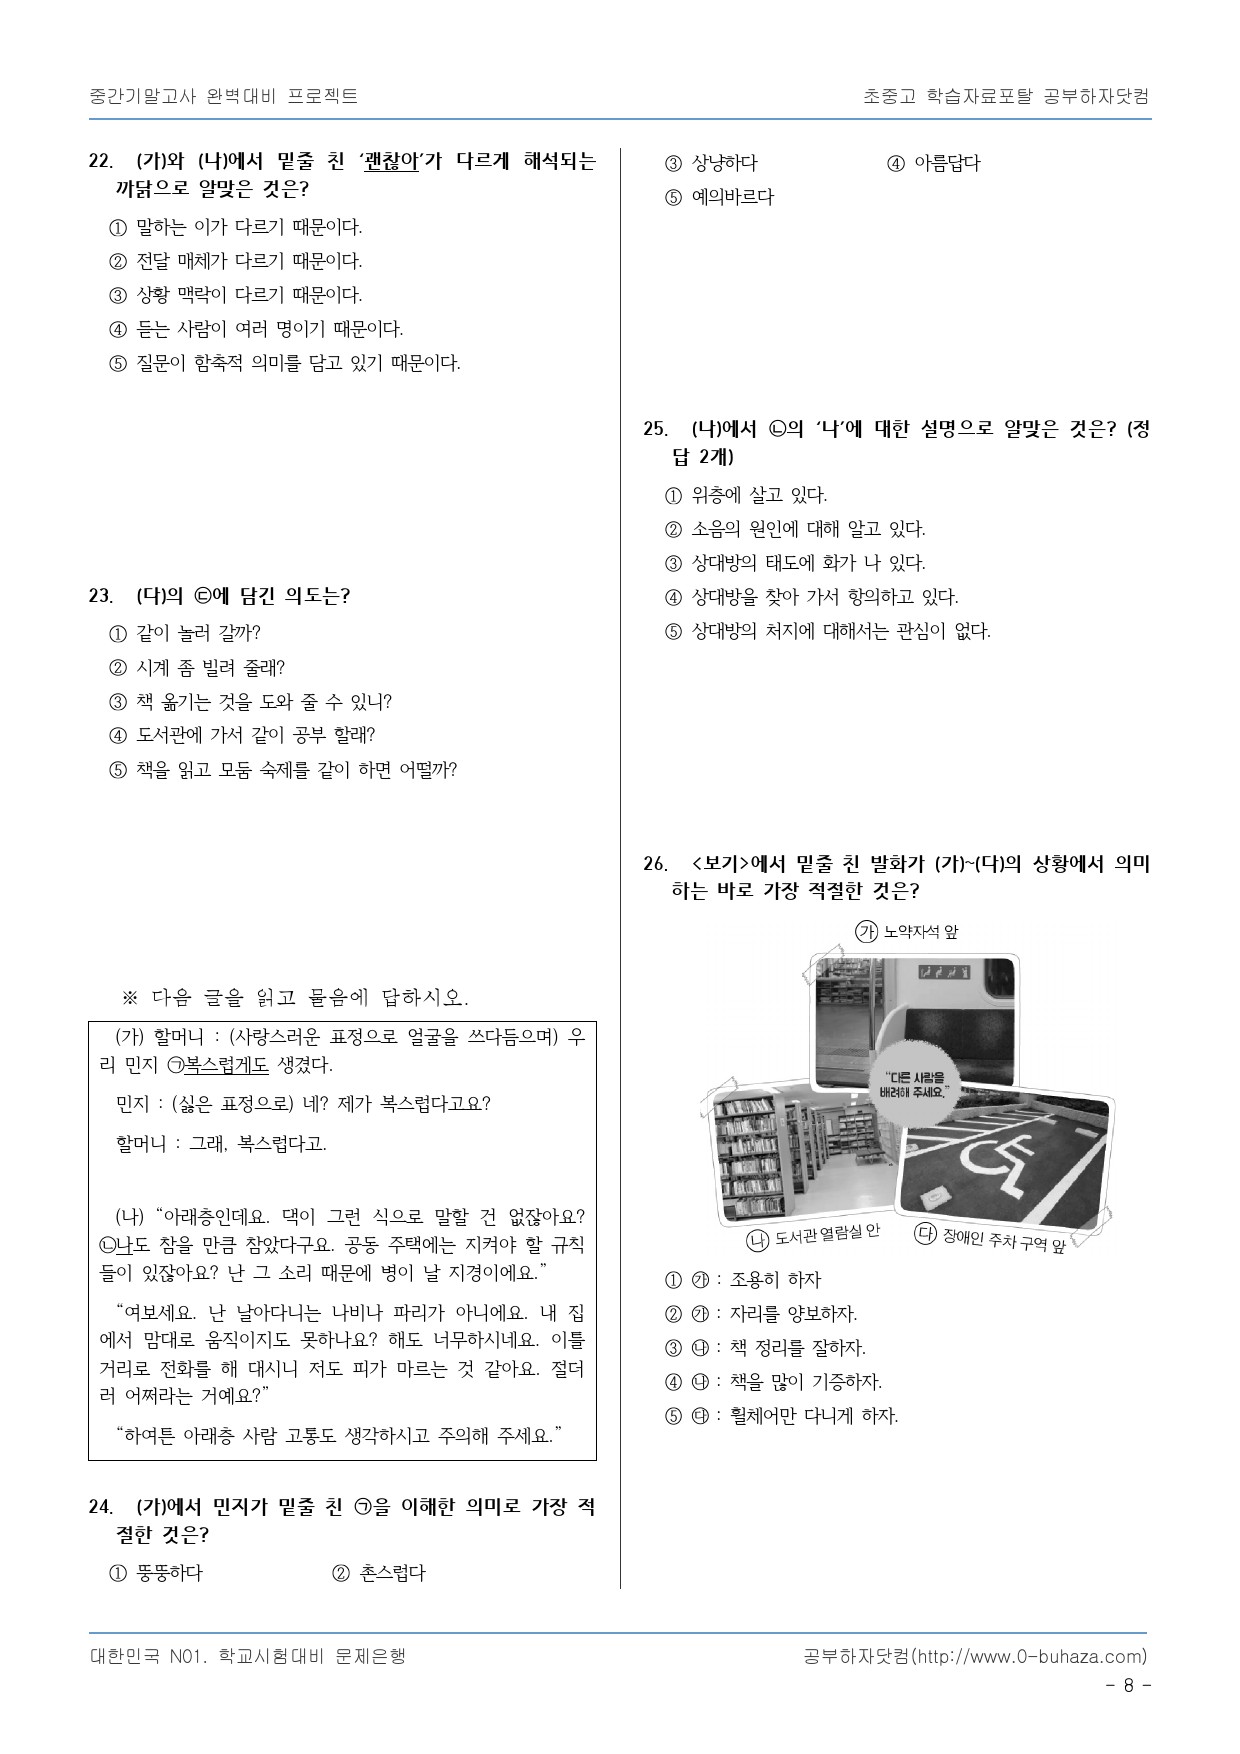 중간기말고사 완벽대비 프로젝트
초중고 학습자료포탈 공부하자닷컴
22. (가)와 (나)에서 밑줄 친 ‘괜찮아’가 다르게 해석되는
까닭으로 알맞은 것은?
① 말하는 이가 다르기 때문이다.
② 전달 매체가 다르기 때문이다.
③ 상황 맥락이 다르기 때문이다.
④ 듣는 사람이 여러 명이기 때문이다.
⑤ 질문이 함축적 의미를 담고 있기 때문이다.
23. (다)의 ㉢에 담긴 의도는?
① 같이 놀러 갈까?
② 시계 좀 빌려 줄래?
③ 책 옮기는 것을 도와 줄 수 있니?
④ 도서관에 가서 같이 공부 할래?
⑤ 책을 읽고 모둠 숙제를 같이 하면 어떨까?
※ 다음 글을 읽고 물음에 답하시오.
(가) 할머니 : (사랑스러운 표정으로 얼굴을 쓰다듬으며) 우
리 민지 ㉠복스럽게도 생겼다.
민지 : (싫은 표정으로) 네? 제가 복스럽다고요?
할머니 : 그래, 복스럽다고.
(나) “아래층인데요. 댁이 그런 식으로 말할 건 없잖아요?
㉡나도 참을 만큼 참았다구요. 공동 주택에는 지켜야 할 규칙
들이 있잖아요? 난 그 소리 때문에 병이 날 지경이에요.”
“여보세요. 난 날아다니는 나비나 파리가 아니에요. 내 집
에서 맘대로 움직이지도 못하나요? 해도 너무하시네요. 이틀
거리로 전화를 해 대시니 저도 피가 마르는 것 같아요. 절더
러 어쩌라는 거예요?”
“하여튼 아래층 사람 고통도 생각하시고 주의해 주세요.”
24. (가)에서 민지가 밑줄 친 ㉠을 이해한 의미로 가장 적
절한 것은?
① 뚱뚱하다 ② 촌스럽다
③ 상냥하다 ④ 아름답다
⑤ 예의바르다
25. (나)에서 ㉡의 ‘나’에 대한 설명으로 알맞은 것은? (정
답 2개)
① 위층에 살고 있다.
② 소음의 원인에 대해 알고 있다.
③ 상대방의 태도에 화가 나 있다.
④ 상대방을 찾아 가서 항의하고 있다.
⑤ 상대방의 처지에 대해서는 관심이 없다.
26. <보기>에서 밑줄 친 발화가 (가)~(다)의 상황에서 의미
하는 바로 가장 적절한 것은?
㉮ 노약자석 앞
“다른 사람을
배려해 주세요.”
㉯ 도서관 열람실 안
㉰ 장애인 주차 구역 앞
① ㉮ : 조용히 하자
② ㉮ : 자리를 양보하자.
③ ㉯ : 책 정리를 잘하자.
④ ㉯ : 책을 많이 기증하자.
⑤ ㉰ : 휠체어만 다니게 하자.
대한민국 N01. 학교시험대비 문제은행
공부하자닷컴(http://www.0-buhaza.com)
- 8 -